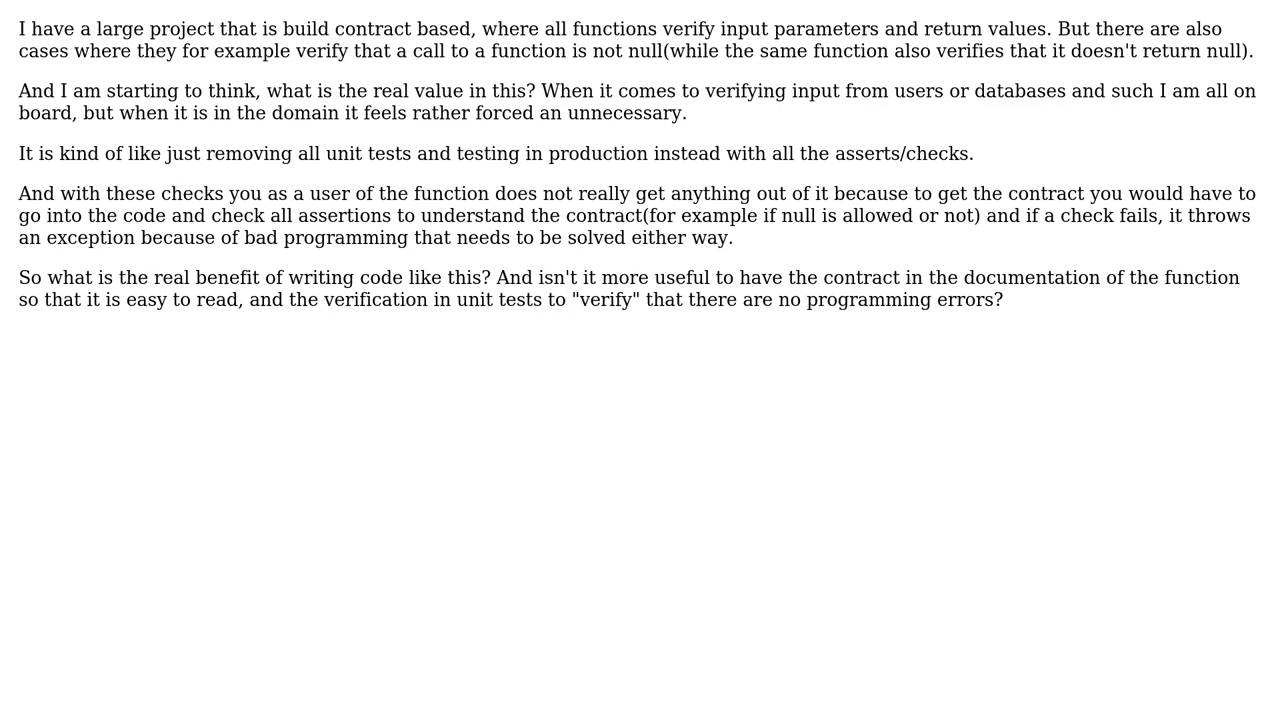 I have a large project that is build contract based, where all functions verify input parameters and return values. But there are also
cases where they for example verify that a call to a function is not null(while the same function also verifies that it doesn't return null).
And I am starting to think, what is the real value in this? When it comes to verifying input from users or databases and such I am all on
board, but when it is in the domain it feels rather forced an unnecessary.
It is kind of like just removing all unit tests and testing in production instead with all the asserts/checks.
And with these checks you as a user of the function does not really get anything out of it because to get the contract you would have to
go into the code and check all assertions to understand the contract(for example if null is allowed or not) and if a check fails, it throws
an exception because of bad programming that needs to be solved either way.
So what is the real benefit of writing code like this? And isn't it more useful to have the contract in the documentation of the function
so that it is easy to read, and the verification in unit tests to "verify" that there are no programming errors?